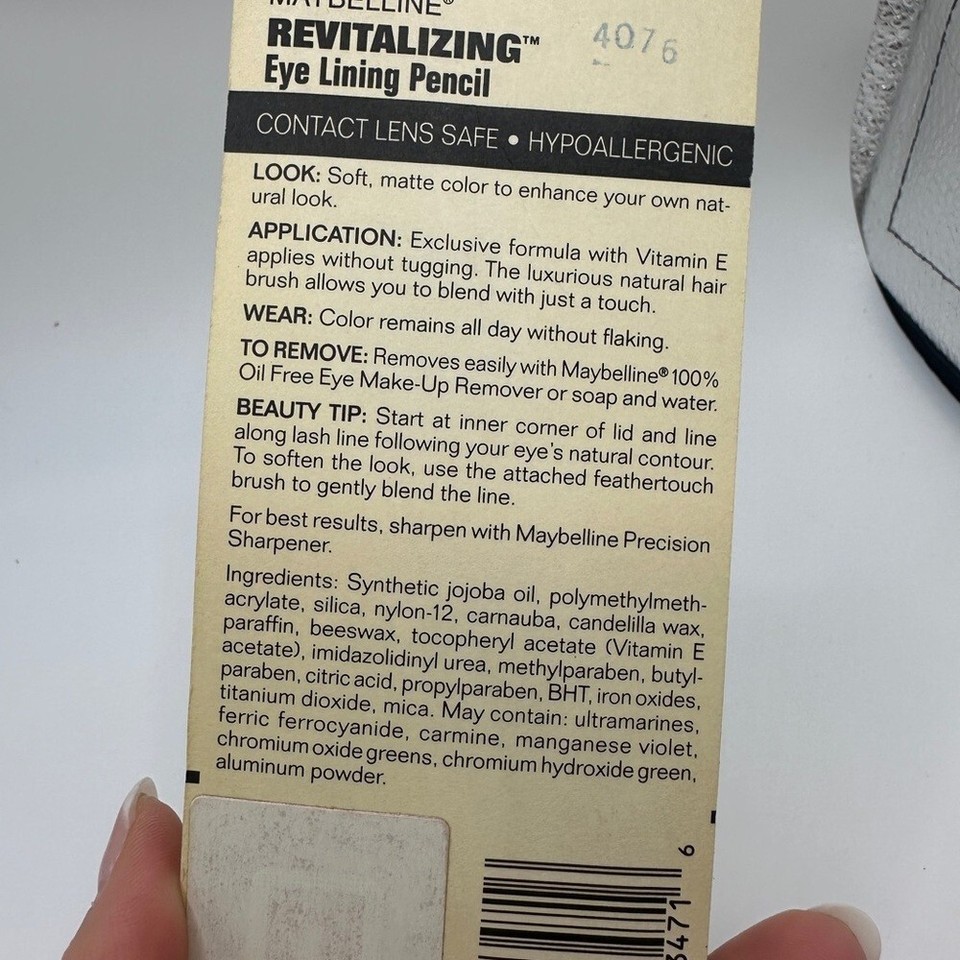 MAYBELLINE®
REVITALIZING™
Eye Lining Pencil
4076
CONTACT LENS SAFE • HYPOALLERGENIC
LOOK: Soft, matte color to enhance your own nat-
ural look.
APPLICATION: Exclusive formula with Vitamin E
applies without tugging. The luxurious natural hair
brush allows you to blend with just a touch.
WEAR: Color remains all day without flaking.
TO REMOVE: Removes easily with Maybelline® 100%
Oil Free Eye Make-Up Remover or soap and water.
BEAUTY TIP: Start at inner corner of lid and line
along lash line following your eye's natural contour.
To soften the look, use the attached feathertouch
brush to gently blend the line.
For best results, sharpen with Maybelline Precision
Sharpener.
Ingredients: Synthetic jojoba oil, polymethylmeth-
acrylate, silica, nylon-12, carnauba, candelilla wax,
paraffin, beeswax, tocopheryl acetate (Vitamin E
acetate), imidazolidinyl urea, methylparaben, butyl-
paraben, citric acid, propylparaben, BHT, iron oxides,
titanium dioxide, mica. May contain: ultramarines,
ferric ferrocyanide, carmine, manganese violet,
chromium oxide greens, chromium hydroxide green,
aluminum powder.
3471 6